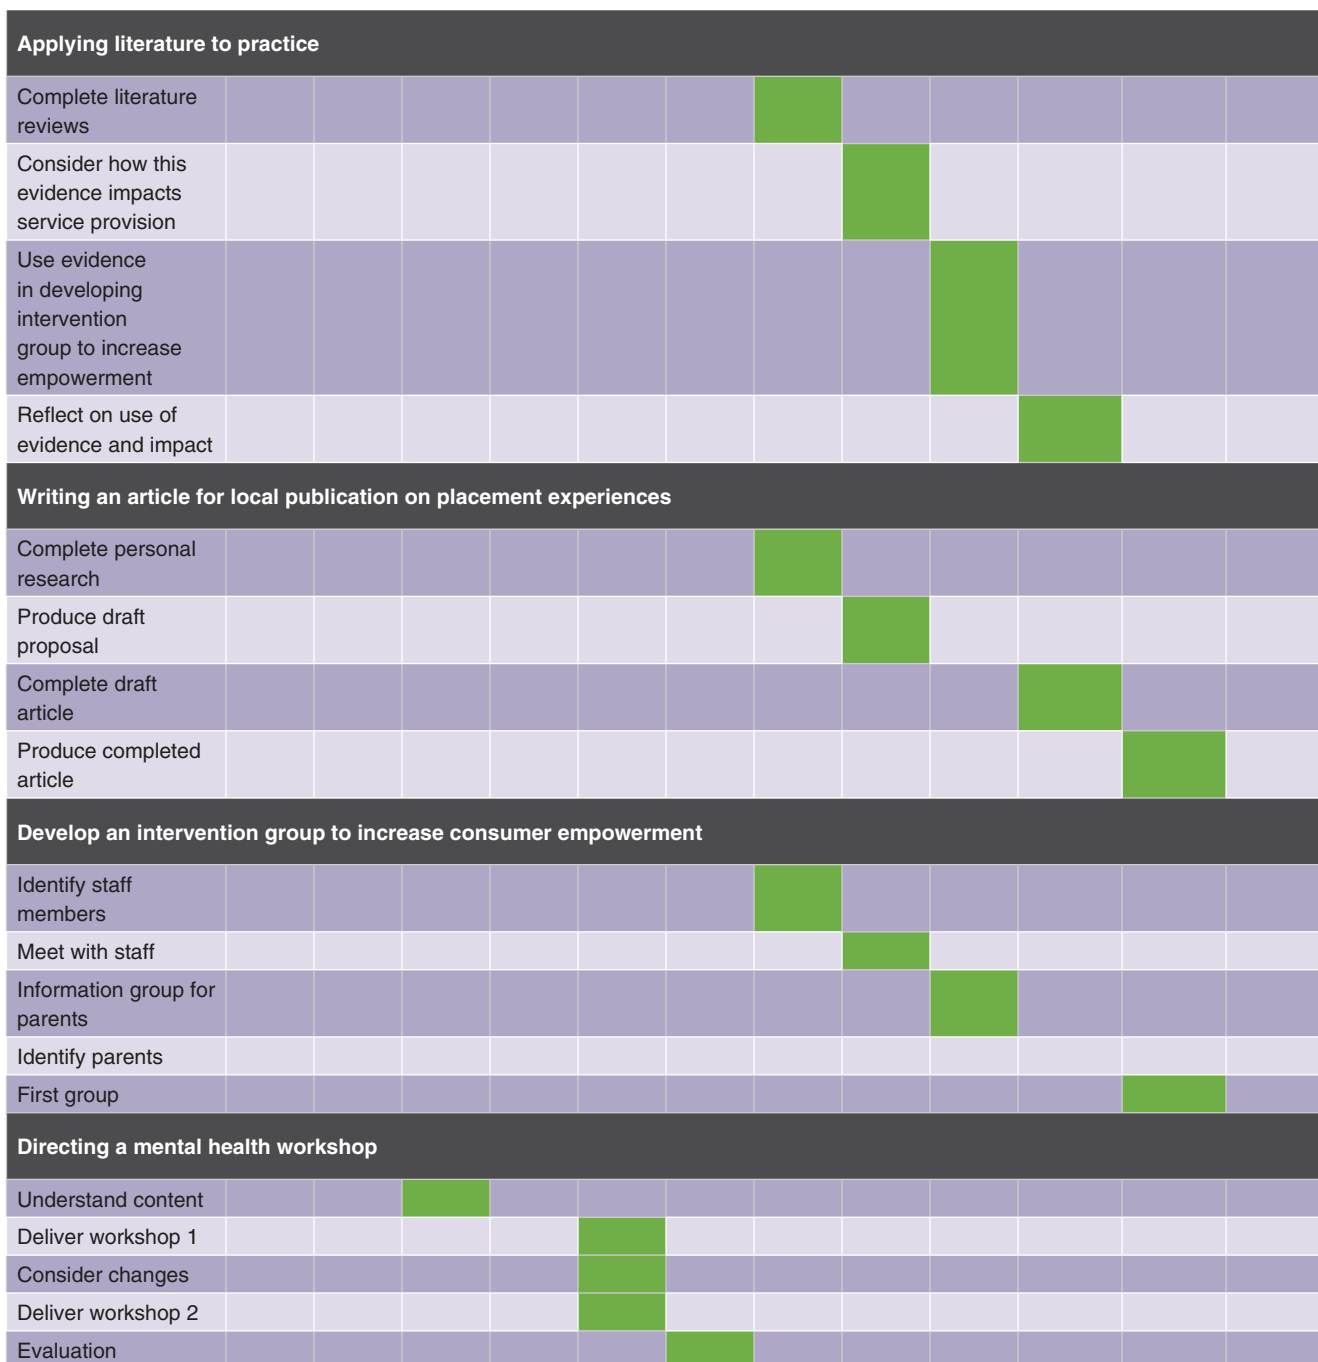 Applying literature to practice
Complete literature
reviews
Consider how this
evidence impacts
service provision
Use evidence
in developing
intervention
group to increase
empowerment
Reflect on use of
evidence and impact
Writing an article for local publication on placement experiences
Complete personal
research
Produce draft
proposal
Complete draft
article
Produce completed
article
Develop an intervention group to increase consumer empowerment
Identify staff
members
Meet with staff
Information group for
parents
Identify parents
First group
Directing a mental health workshop
Understand content
Deliver workshop 1
Consider changes
Deliver workshop 2
Evaluation